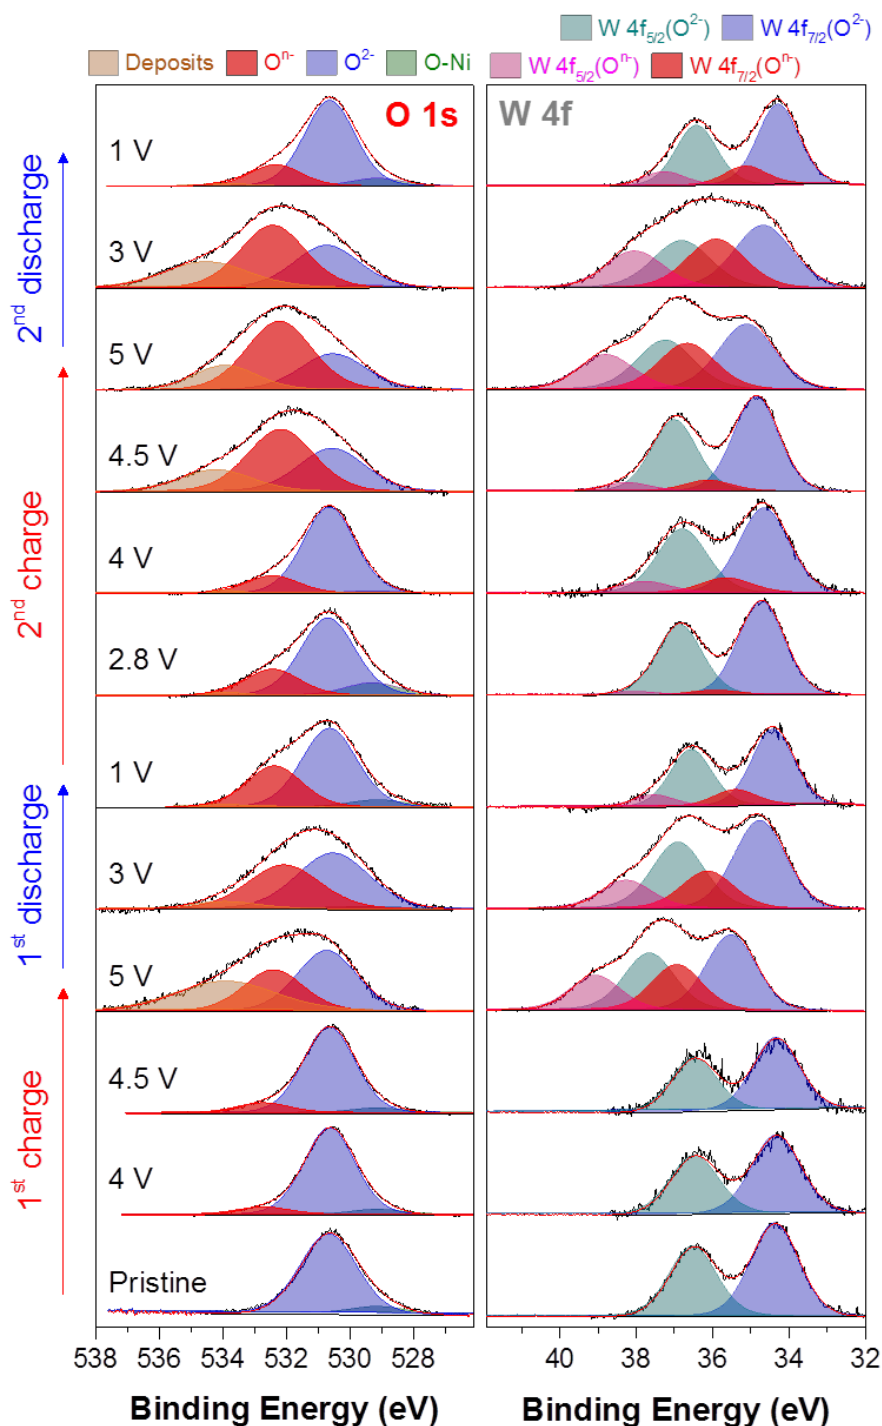 W 4f5/2(O2-) W 4f7/2(O2-)
Deposits On- O2- O-Ni W 4f5/2(On-) W 4f7/2(On-)
O 1s W 4f
1 V
3 V
2nd discharge
5 V
4.5 V
4 V
2.8 V
2nd charge
1 V
3 V
1st discharge
5 V
4.5 V
4 V
Pristine
1st charge
538 536 534 532 530 528 40 38 36 34 32
Binding Energy (eV) Binding Energy (eV)